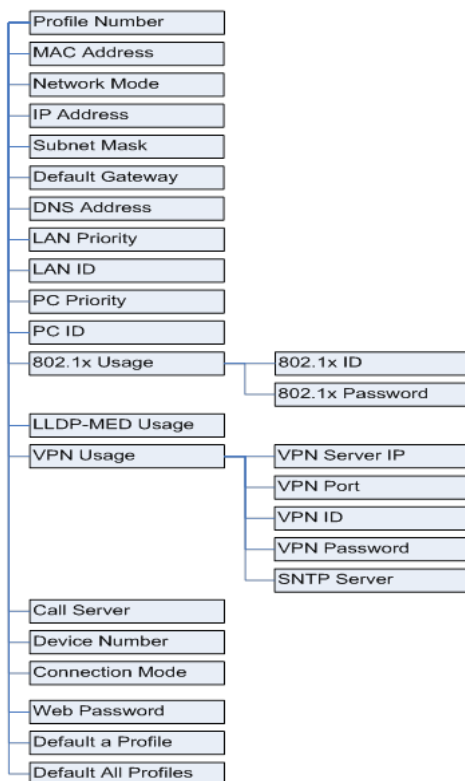 Profile Number
MAC Address
Network Mode
IP Address
Subnet Mask
Default Gateway
DNS Address
LAN Priority
LAN ID
PC Priority
PC ID
802.1x Usage
802.1x ID
802.1x Password
LLDP-MED Usage
VPN Usage
VPN Server IP
VPN Port
VPN ID
VPN Password
SNTP Server
Call Server
Device Number
Connection Mode
Web Password
Default a Profile
Default All Profiles